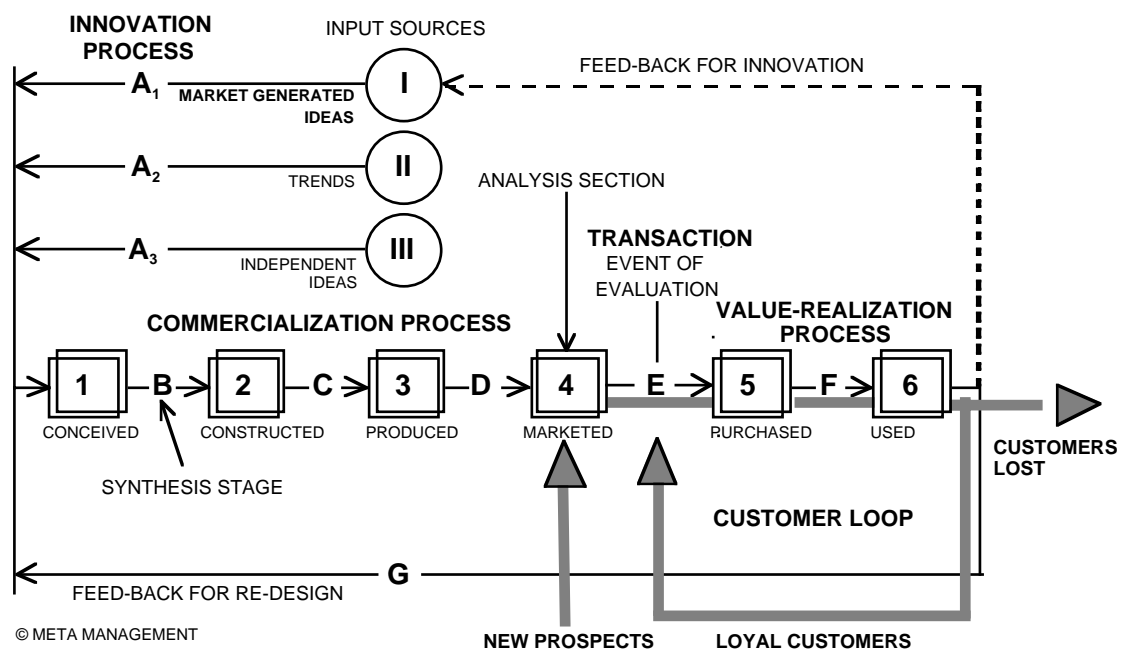 INNOVATION
PROCESS
INPUT SOURCES
A1
MARKET GENERATED
IDEAS
I
FEED-BACK FOR INNOVATION
A2
TRENDS
II
ANALYSIS SECTION
A3
INDEPENDENT
IDEAS
III
TRANSACTION
EVENT OF
EVALUATION
COMMERCIALIZATION PROCESS
VALUE-REALIZATION
PROCESS
1
B
2
C
3
D
4
E
5
F
6
CONCEIVED
CONSTRUCTED
PRODUCED
MARKETED
PURCHASED
USED
CUSTOMERS
LOST
SYNTHESIS STAGE
CUSTOMER LOOP
G
FEED-BACK FOR RE-DESIGN
© META MANAGEMENT
NEW PROSPECTS
LOYAL CUSTOMERS